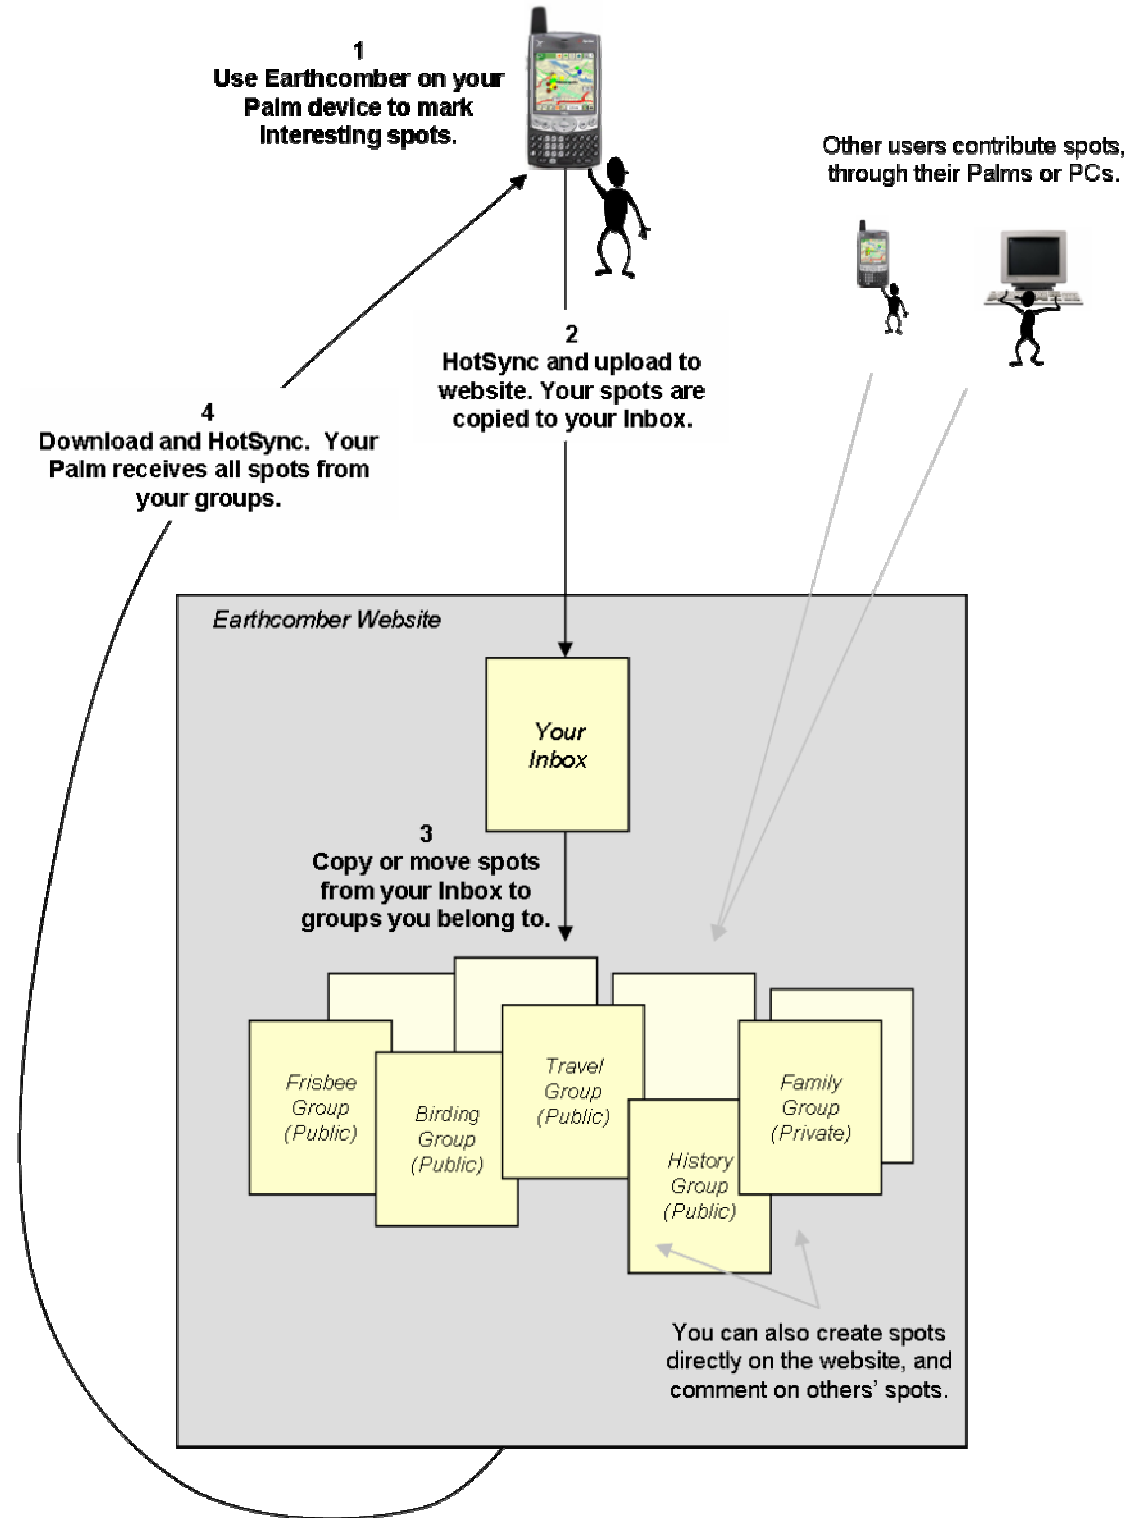 1
Use Earthcomber on your
Palm device to mark
interesting spots.
Other users contribute spots,
through their Palms or PCs.
2
HotSync and upload to
website. Your spots are
copied to your Inbox.
4
Download and HotSync.  Your
Palm receives all spots from
your groups.
Earthcomber Website
Your
Inbox
3
Copy or move spots
from your Inbox to
groups you belong to.
Frisbee
Group
(Public)
Birding
Group
(Public)
Travel
Group
(Public)
History
Group
(Public)
Family
Group
(Private)
You can also create spots
directly on the website, and
comment on others' spots.